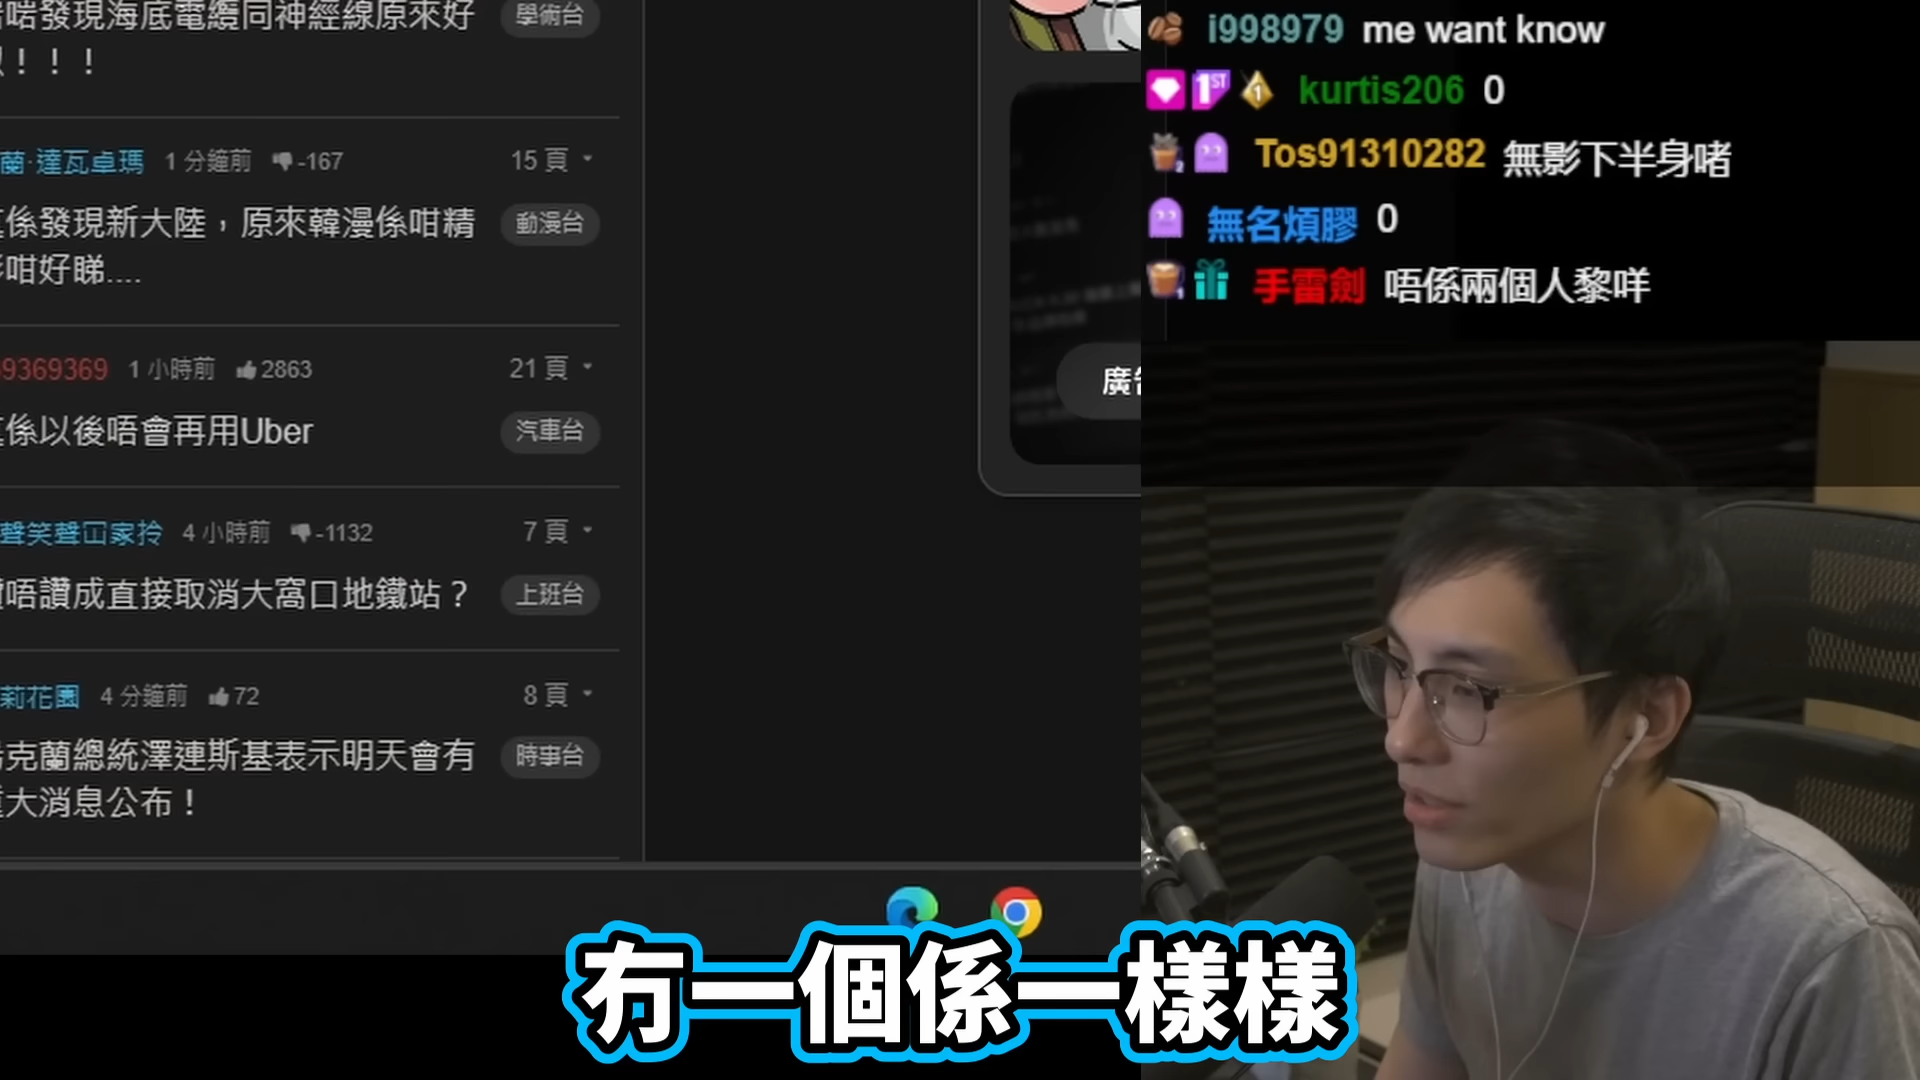 啱發現海底電纜同神經線原來好
！！！
學術台
蘭·達瓦卓瑪 1 分鐘前 -167 15 頁
係發現新大陸，原來韓漫係咁精
咁好睇....
動漫台
9369369 1 小時前 2863 21 頁
係以後唔會再用Uber
汽車台
聲笑聲冚家拎 4 小時前 -1132 7 頁
唔讚成直接取消大窩口地鐵站？
上班台
莉花園 4 分鐘前 72 8 頁
克蘭總統澤連斯基表示明天會有
大消息公布！
時事台
廣告
i998979 me want know
1ST 1 kurtis206 0
2 Tos91310282 無影下半身啫
無名煩膠 0
1 手雷劍 唔係兩個人黎咩
冇一個係一樣樣